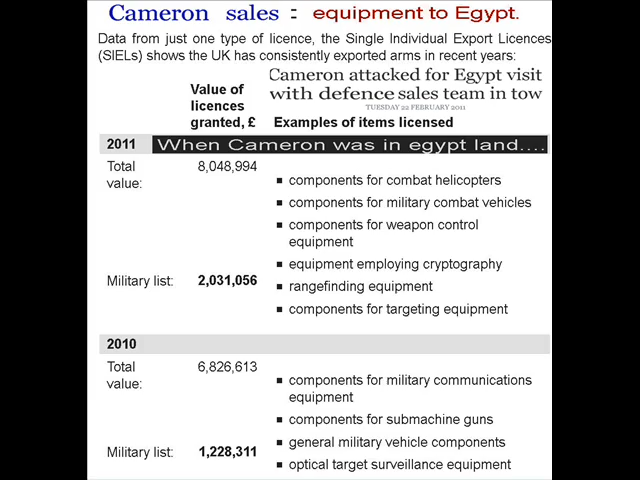 Cameron sales : equipment to Egypt.
Data from just one type of licence, the Single Individual Export Licences
(SIELs) shows the UK has consistently exported arms in recent years:
Cameron attacked for Egypt visit
with defence sales team in tow
TUESDAY 22 FEBRUARY 2011
Value of
licences
granted, £
Examples of items licensed
2011
When Cameron was in egypt land....
Total
value:
8,048,994
components for combat helicopters
components for military combat vehicles
components for weapon control
equipment
equipment employing cryptography
Military list:
2,031,056
rangefinding equipment
components for targeting equipment
2010
Total
value:
6,826,613
components for military communications
equipment
components for submachine guns
general military vehicle components
Military list:
1,228,311
optical target surveillance equipment